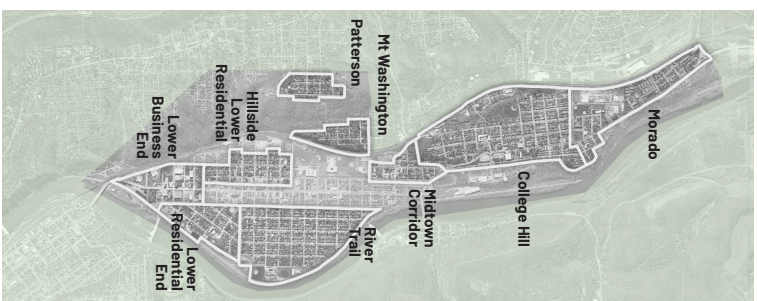 Morado
College Hill
Midtown
Corridor
Mt Washington
Patterson
River
Trail
Hillside
Lower
Residential
Lower
Residential
End
Lower
Business
End